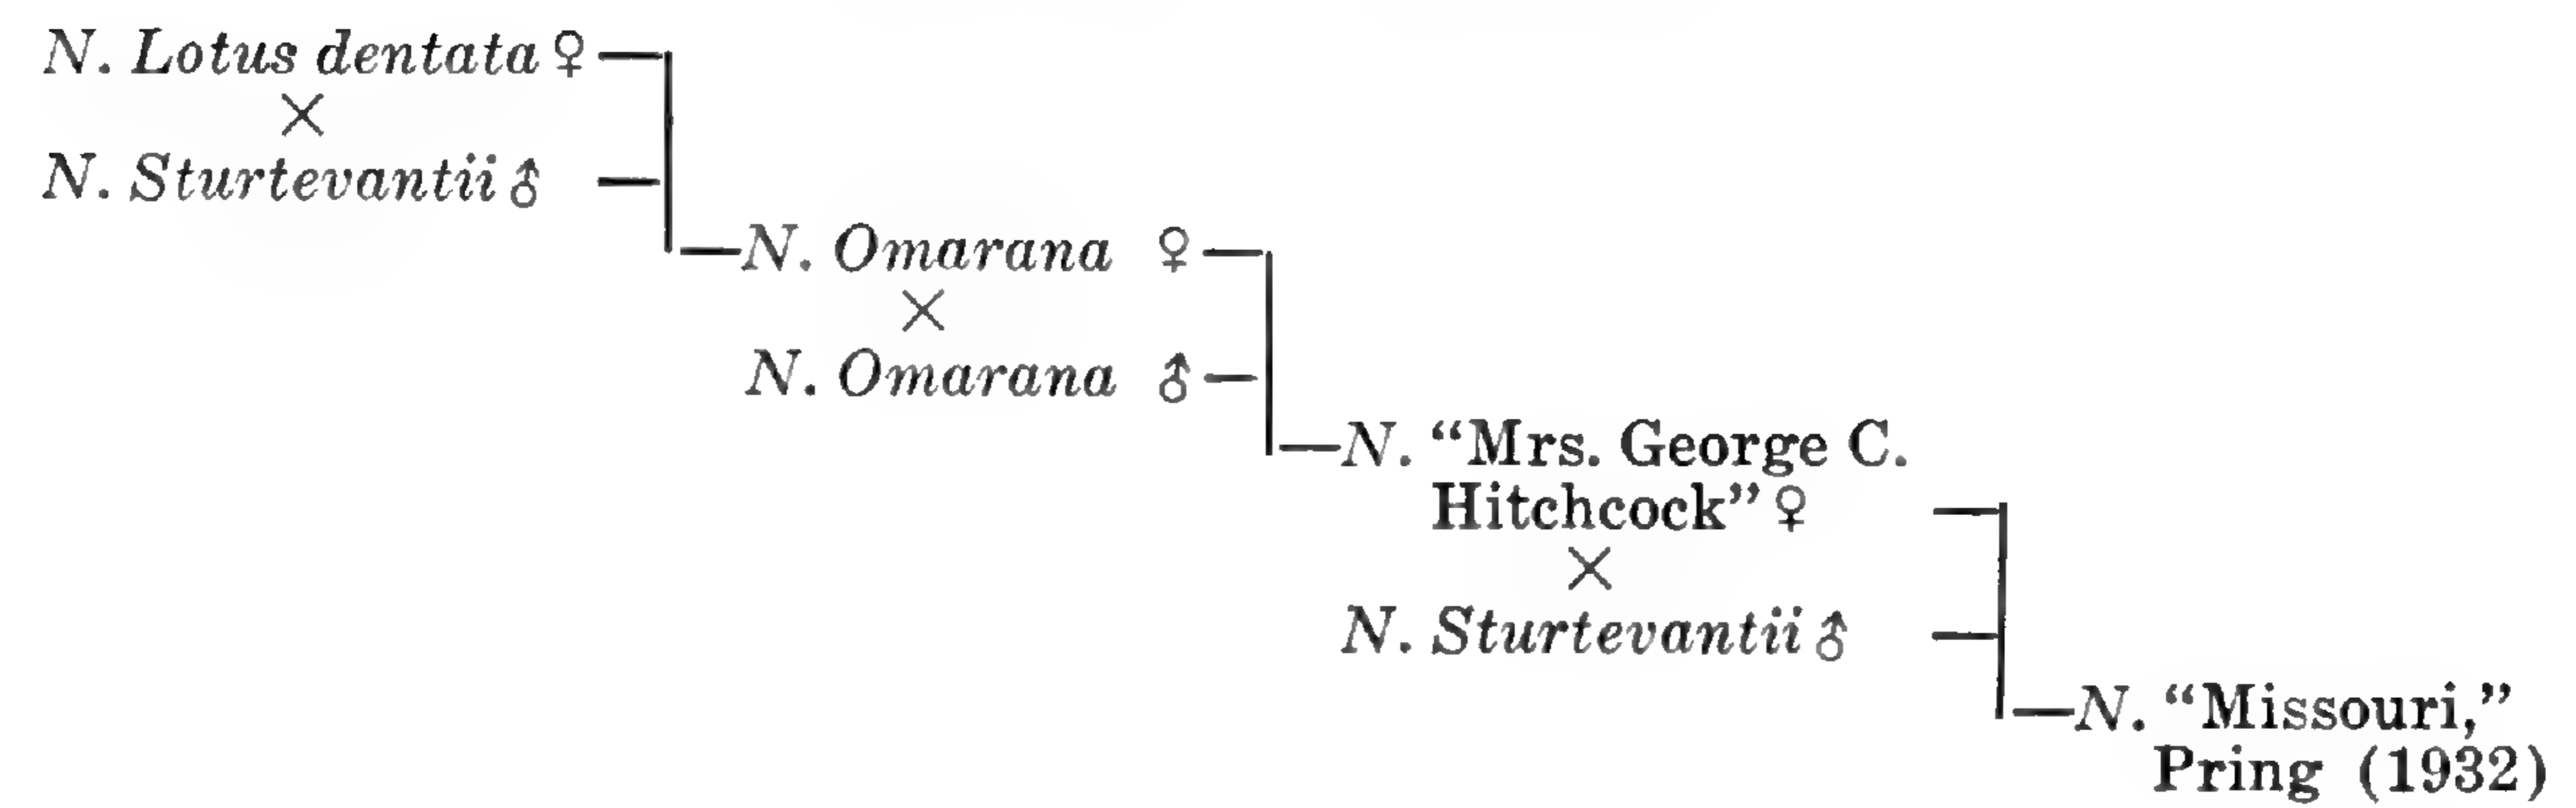 N. Lotus dentata ♀
×
N. Sturtevantii ♂
N. Omarana ♀
×
N. Omarana ♂
N. “Mrs. George C.
Hitchcock” ♀
×
N. Sturtevantii ♂
N. “Missouri,”
Pring (1932)